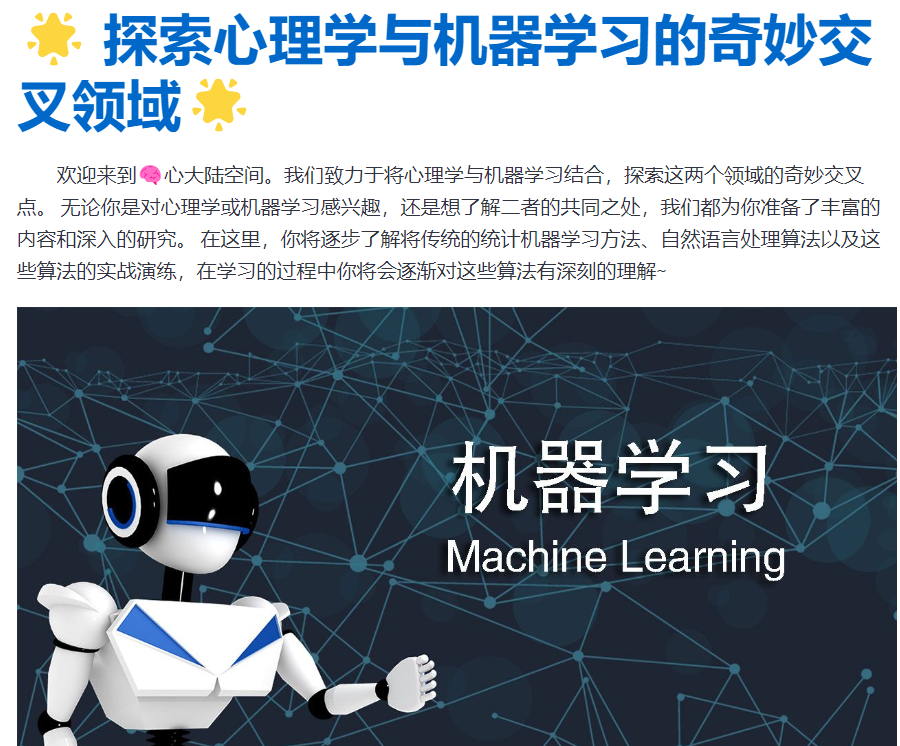 🌟 探索心理学与机器学习的奇妙交
叉领域🌟
欢迎来到🧠心大陆空间。我们致力于将心理学与机器学习结合，探索这两个领域的奇妙交叉
点。 无论你是对心理学或机器学习感兴趣，还是想了解二者的共同之处，我们都为你准备了丰富的
内容和深入的研究。 在这里，你将逐步了解将传统的统计机器学习方法、自然语言处理算法以及这
些算法的实战演练，在学习的过程中你将会逐渐对这些算法有深刻的理解~
机器学习
Machine Learning